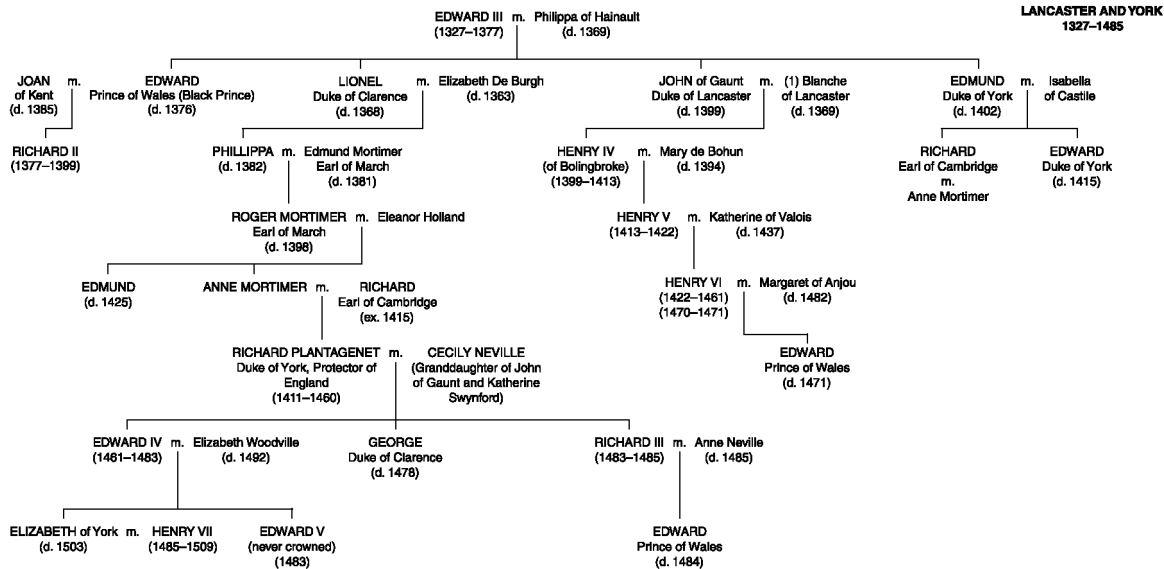 LANCASTER AND YORK
1327–1485
EDWARD III m. Philippa of Hainault
(1327–1377) (d. 1369)
JOAN m. EDWARD LIONEL m. Elizabeth De Burgh JOHN of Gaunt m. (1) Blanche EDMUND m. Isabella
of Kent Prince of Wales (Black Prince) Duke of Clarence (d. 1363) Duke of Lancaster of Lancaster Duke of York of Castile
(d. 1385) (d. 1376) (d. 1368) (d. 1399) (d. 1369) (d. 1402)
RICHARD II PHILLIPPA m. Edmund Mortimer HENRY IV m. Mary de Bohun RICHARD EDWARD
(1377–1399) (d. 1382) Earl of March (of Bolingbroke) (d. 1394) Earl of Cambridge Duke of York
(d. 1381) (1399–1413) m. (d. 1415)
Anne Mortimer
ROGER MORTIMER m. Eleanor Holland HENRY V m. Katherine of Valois
Earl of March (1413–1422) (d. 1437)
(d. 1398)
EDMUND ANNE MORTIMER m. RICHARD HENRY VI m. Margaret of Anjou
(d. 1425) Earl of Cambridge (1422–1461) (d. 1482)
(ex. 1415) (1470–1471)
RICHARD PLANTAGENET m. CECILY NEVILLE EDWARD
Duke of York, Protector of (Granddaughter of John Prince of Wales
England of Gaunt and Katherine (d. 1471)
(1411–1460) Swynford)
EDWARD IV m. Elizabeth Woodville GEORGE RICHARD III m. Anne Neville
(1461–1483) (d. 1492) Duke of Clarence (1483–1485) (d. 1485)
(d. 1478)
ELIZABETH of York m. HENRY VII EDWARD V EDWARD
(d. 1503) (1485–1509) (never crowned) Prince of Wales
(1483) (d. 1484)